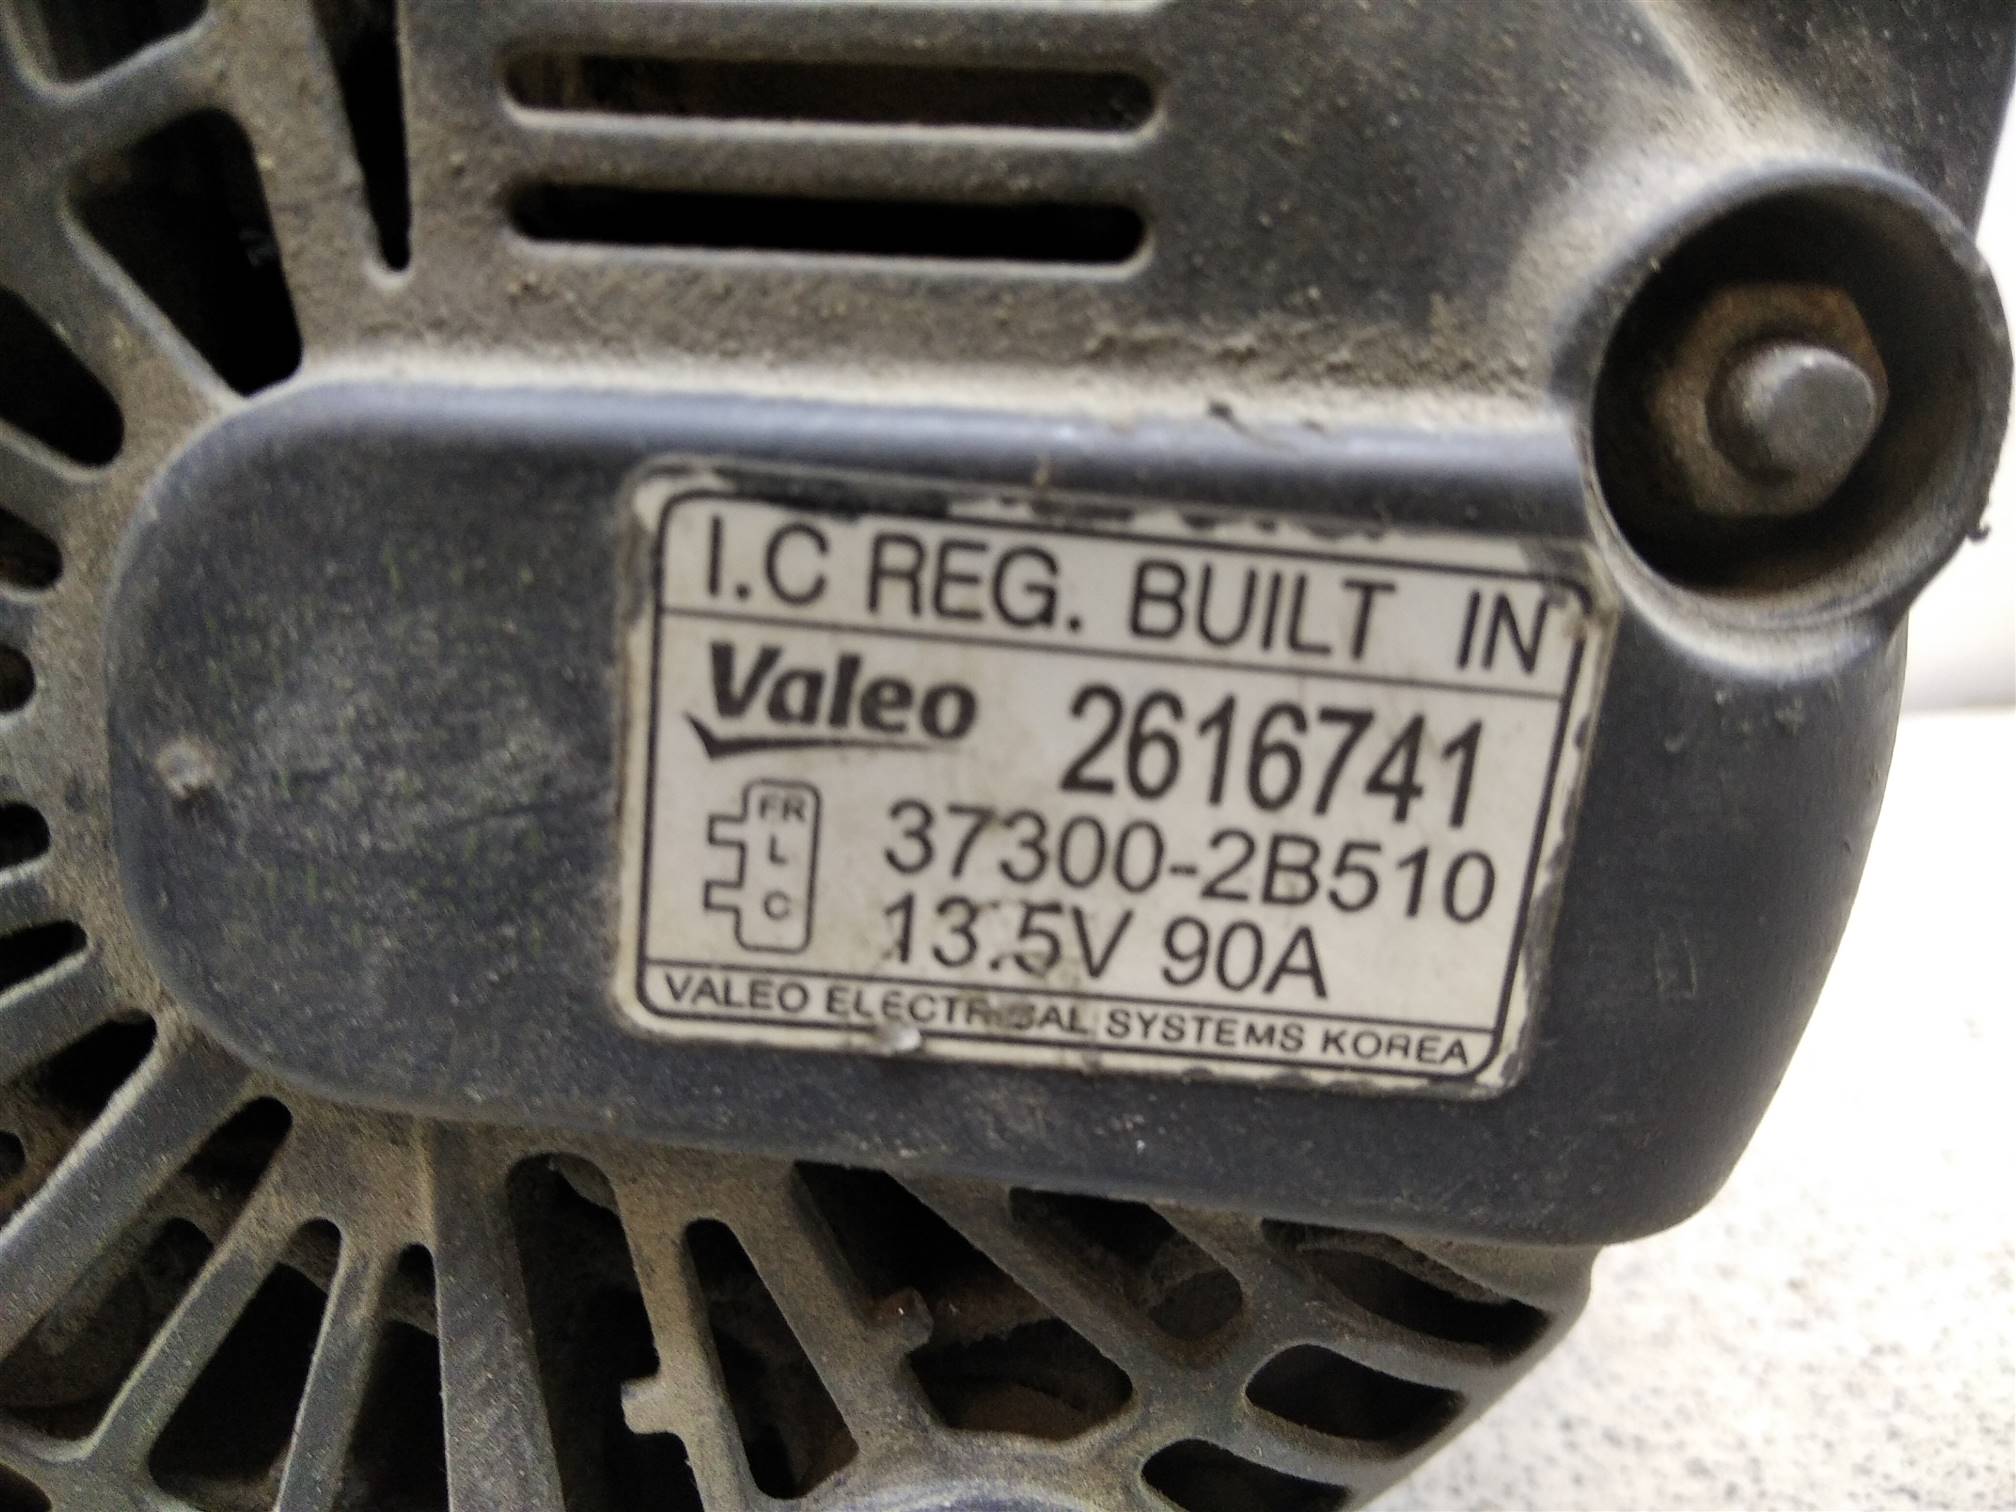 I.C REG. BUILT IN
Valeo 2616741
FR
L
C
37300-2B510
13.5V 90A
VALEO ELECTRICAL SYSTEMS KOREA